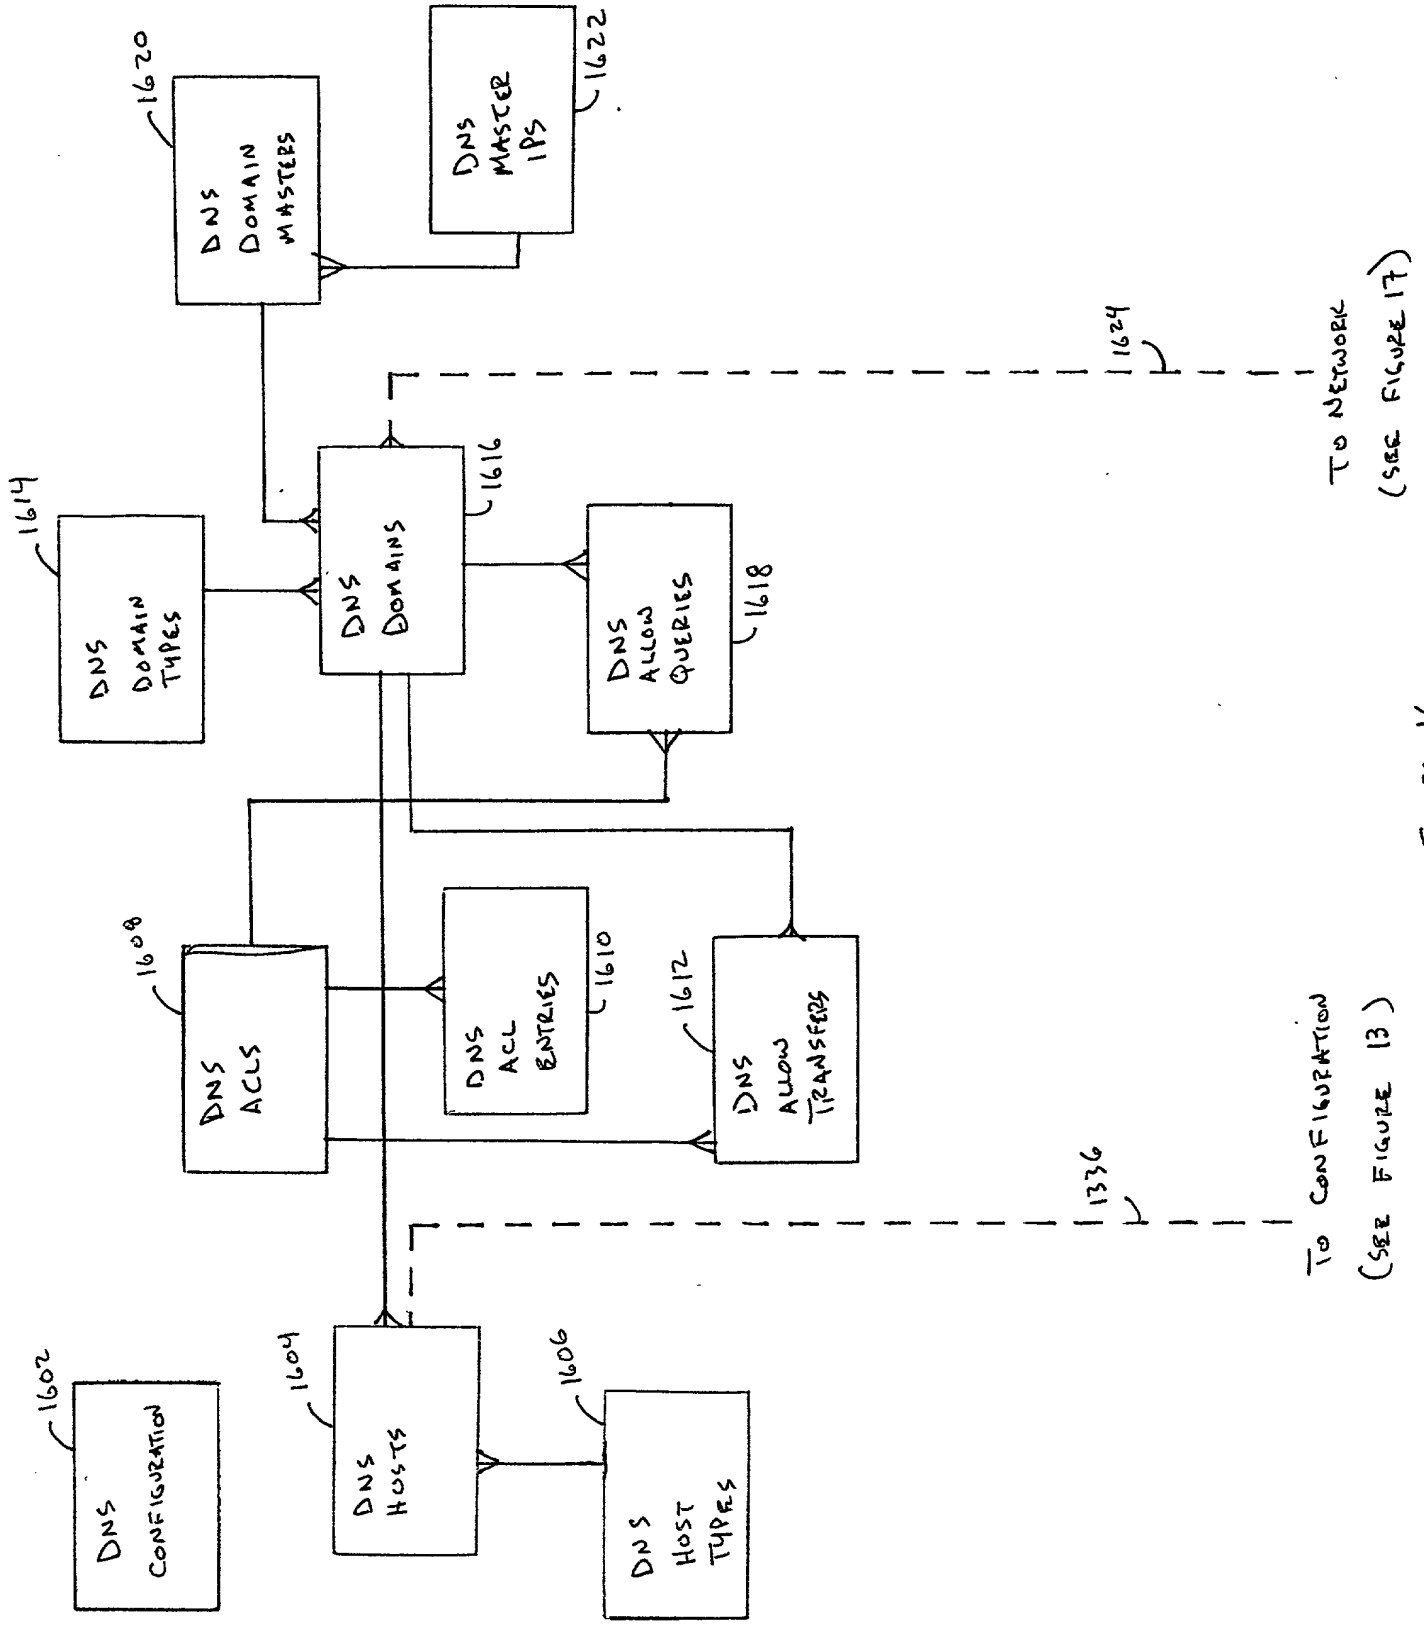 DNS
CONFIGURATION
1602
DNS
HOSTS
1604
DNS
HOST
TYPES
1606
DNS
ACLS
1608
DNS
ACL
ENTRIES
1610
DNS
ALLOW
TRANSFERS
1612
DNS
DOMAIN
TYPES
1614
DNS
DOMAINS
1616
DNS
ALLOW
QUERIES
1618
DNS
DOMAIN
MASTERS
1620
DNS
MASTER
IPS
1622
1336
TO CONFIGURATION
(SEE FIGURE 13)
1624
TO NETWORK
(SEE FIGURE 17)